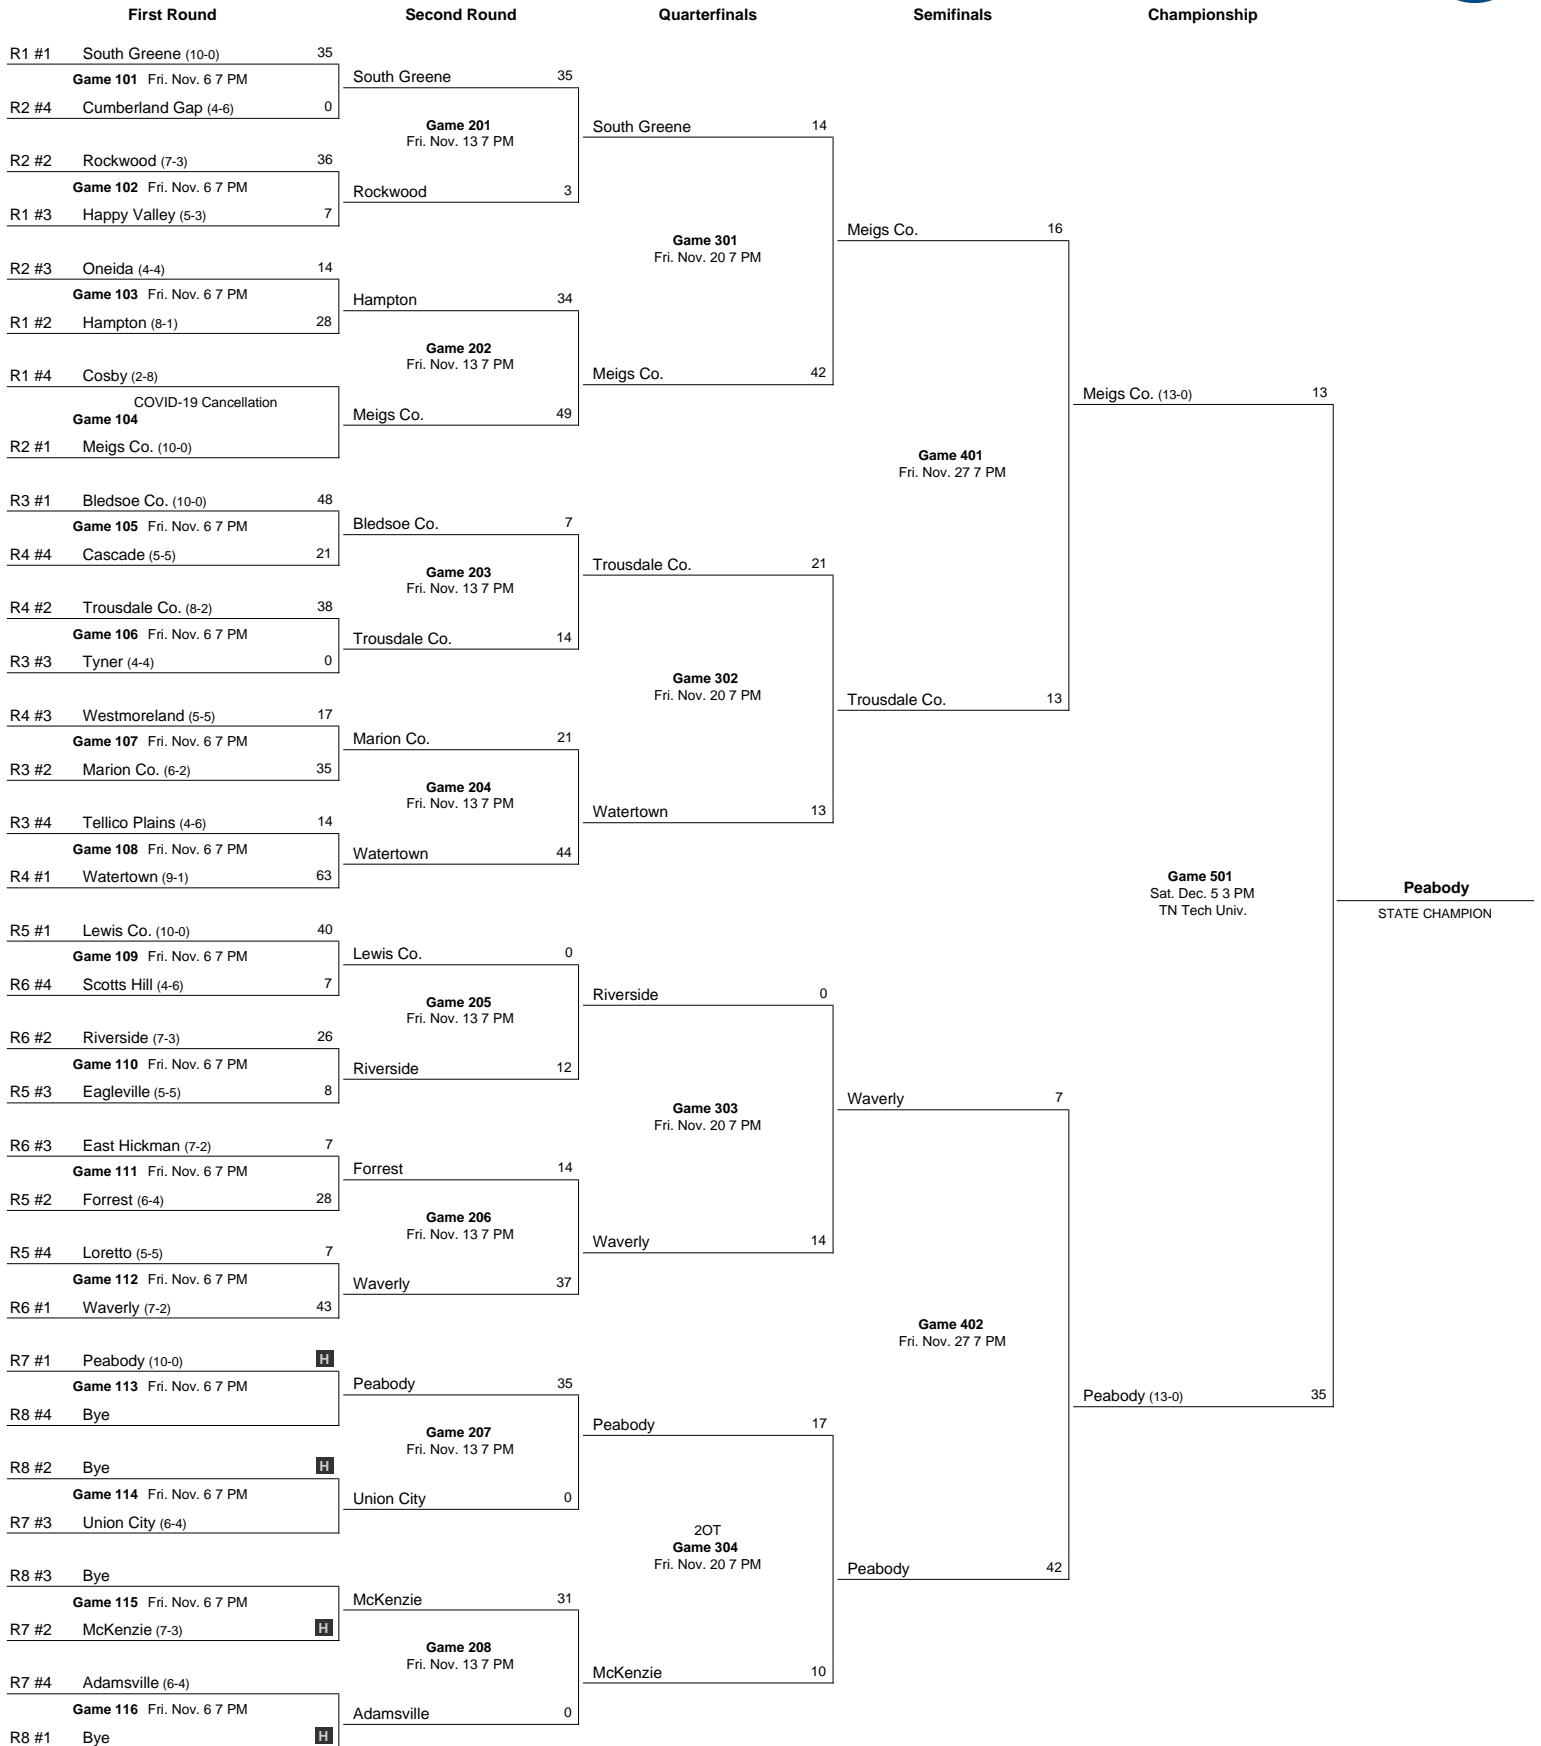 First Round Second Round Quarterfinals Semifinals Championship
R1 #1 South Greene (10-0) 35
Game 101 Fri. Nov. 6 7 PM
R2 #4 Cumberland Gap (4-6) 0
R2 #2 Rockwood (7-3) 36
Game 102 Fri. Nov. 6 7 PM
R1 #3 Happy Valley (5-3) 7
R2 #3 Oneida (4-4) 14
Game 103 Fri. Nov. 6 7 PM
R1 #2 Hampton (8-1) 28
R1 #4 Cosby (2-8)
COVID-19 Cancellation
Game 104
R2 #1 Meigs Co. (10-0)
R3 #1 Bledsoe Co. (10-0) 48
Game 105 Fri. Nov. 6 7 PM
R4 #4 Cascade (5-5) 21
R4 #2 Trousdale Co. (8-2) 38
Game 106 Fri. Nov. 6 7 PM
R3 #3 Tyner (4-4) 0
R4 #3 Westmoreland (5-5) 17
Game 107 Fri. Nov. 6 7 PM
R3 #2 Marion Co. (6-2) 35
R3 #4 Tellico Plains (4-6) 14
Game 108 Fri. Nov. 6 7 PM
R4 #1 Watertown (9-1) 63
R5 #1 Lewis Co. (10-0) 40
Game 109 Fri. Nov. 6 7 PM
R6 #4 Scotts Hill (4-6) 7
R6 #2 Riverside (7-3) 26
Game 110 Fri. Nov. 6 7 PM
R5 #3 Eagleville (5-5) 8
R6 #3 East Hickman (7-2) 7
Game 111 Fri. Nov. 6 7 PM
R5 #2 Forrest (6-4) 28
R5 #4 Loretto (5-5) 7
Game 112 Fri. Nov. 6 7 PM
R6 #1 Waverly (7-2) 43
R7 #1 Peabody (10-0) H
Game 113 Fri. Nov. 6 7 PM
R8 #4 Bye
R8 #2 Bye H
Game 114 Fri. Nov. 6 7 PM
R7 #3 Union City (6-4)
R8 #3 Bye
Game 115 Fri. Nov. 6 7 PM
R7 #2 McKenzie (7-3) H
R7 #4 Adamsville (6-4)
Game 116 Fri. Nov. 6 7 PM
R8 #1 Bye H
South Greene 35
Game 201
Fri. Nov. 13 7 PM
Rockwood 3
Hampton 34
Game 202
Fri. Nov. 13 7 PM
Meigs Co. 49
Bledsoe Co. 7
Game 203
Fri. Nov. 13 7 PM
Trousdale Co. 14
Marion Co. 21
Game 204
Fri. Nov. 13 7 PM
Watertown 44
Lewis Co. 0
Game 205
Fri. Nov. 13 7 PM
Riverside 12
Forrest 14
Game 206
Fri. Nov. 13 7 PM
Waverly 37
Peabody 35
Game 207
Fri. Nov. 13 7 PM
Union City 0
McKenzie 31
Game 208
Fri. Nov. 13 7 PM
Adamsville 0
South Greene 14
Game 301
Fri. Nov. 20 7 PM
Meigs Co. 42
Trousdale Co. 21
Game 302
Fri. Nov. 20 7 PM
Watertown 13
Riverside 0
Game 303
Fri. Nov. 20 7 PM
Waverly 14
Peabody 17
2OT
Game 304
Fri. Nov. 20 7 PM
McKenzie 10
Meigs Co. 16
Game 401
Fri. Nov. 27 7 PM
Trousdale Co. 13
Waverly 7
Game 402
Fri. Nov. 27 7 PM
Peabody 42
Meigs Co. (13-0) 13
Game 501
Sat. Dec. 5 3 PM
TN Tech Univ.
Peabody (13-0) 35
Peabody
STATE CHAMPION